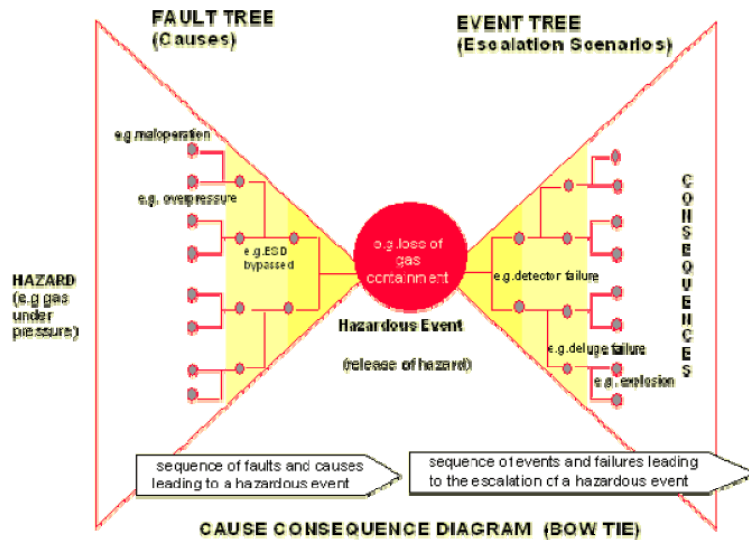 FAULT TREE
(Causes)
EVENT TREE
(Escalation Scenarios)
e.g.maloperation
e.g. overpressure
e.g.ESD
bypassed
HAZARD
(e.g gas
under
pressure)
e.g.loss of
gas
containment
Hazardous Event
(release of hazard)
e.g.detector failure
e.g.deluge failure
e.g. explosion
CONSEQUENCES
sequence of faults and causes
leading to a hazardous event
sequence of events and failures leading
to the escalation of a hazardous event
CAUSE CONSEQUENCE DIAGRAM (BOW TIE)